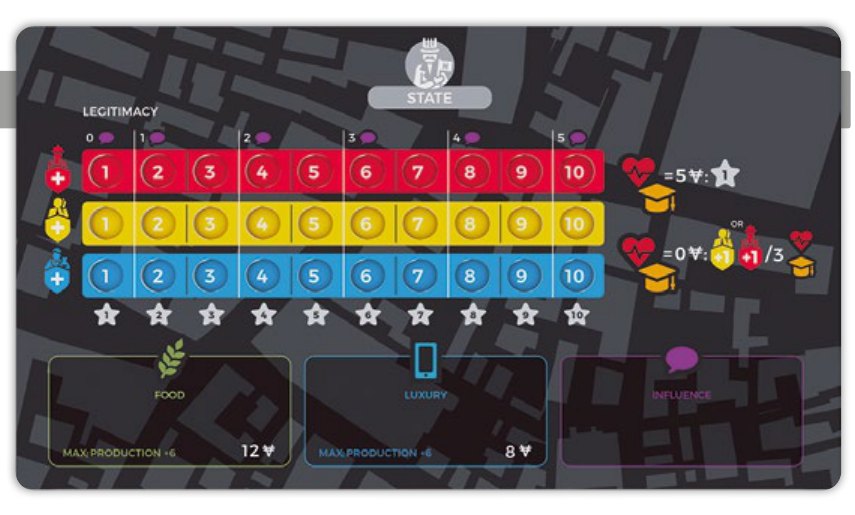 STATE
LEGITIMACY
0 1 2 3 4 5
1 2 3 4 5 6 7 8 9 10
=5₩: 1
1 2 3 4 5 6 7 8 9 10
OR
=0₩: +1 +1 /3
1 2 3 4 5 6 7 8 9 10
1 2 3 4 5 6 7 8 9 10
FOOD
LUXURY
INFLUENCE
MAX. PRODUCTION +6 12₩
MAX. PRODUCTION +6 8₩